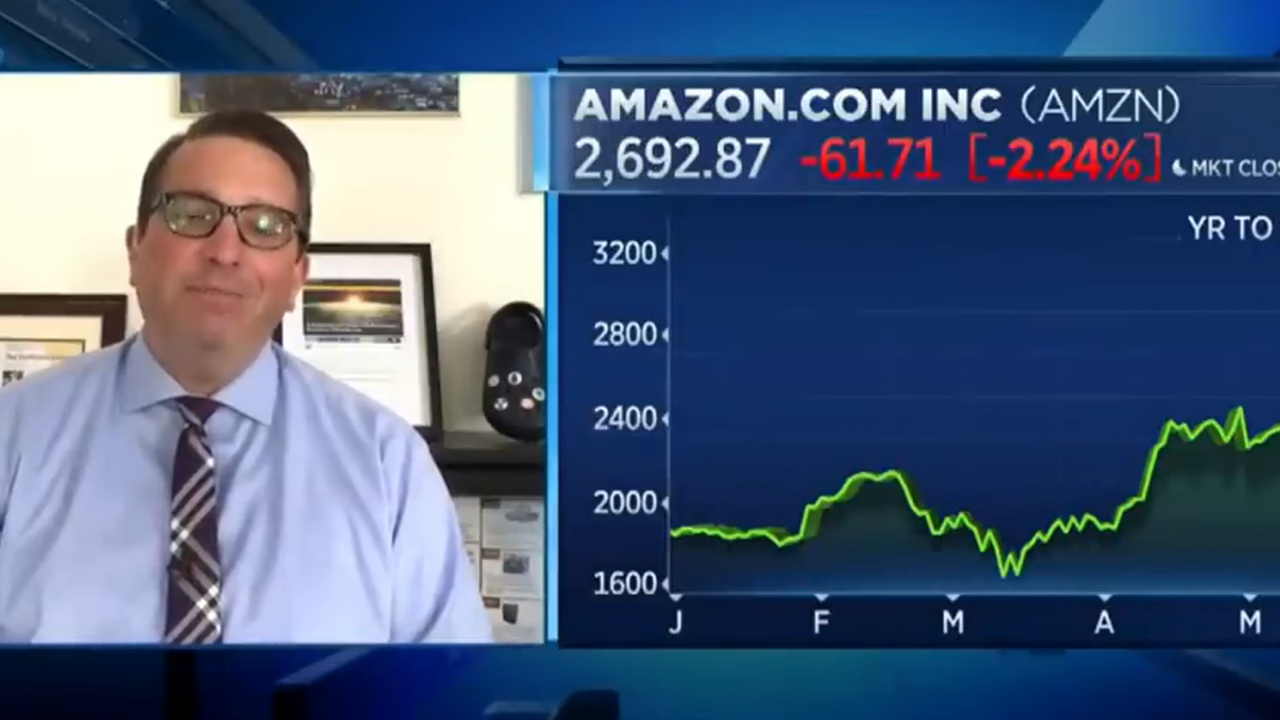 AMAZON.COM INC (AMZN)
2,692.87 -61.71 [-2.24%] MKT CLOS
YR TO
3200
2800
2400
2000
1600
J F M A M